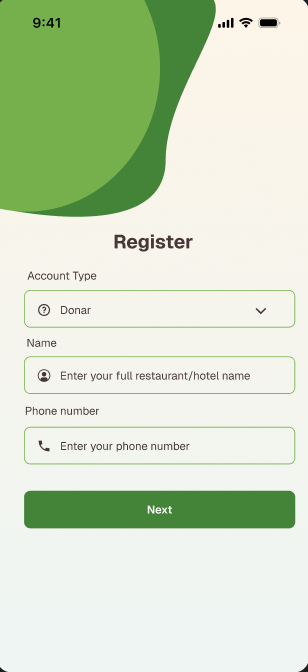 9:41
Register
Account Type
Donar
Name
Enter your full restaurant/hotel name
Phone number
Enter your phone number
Next